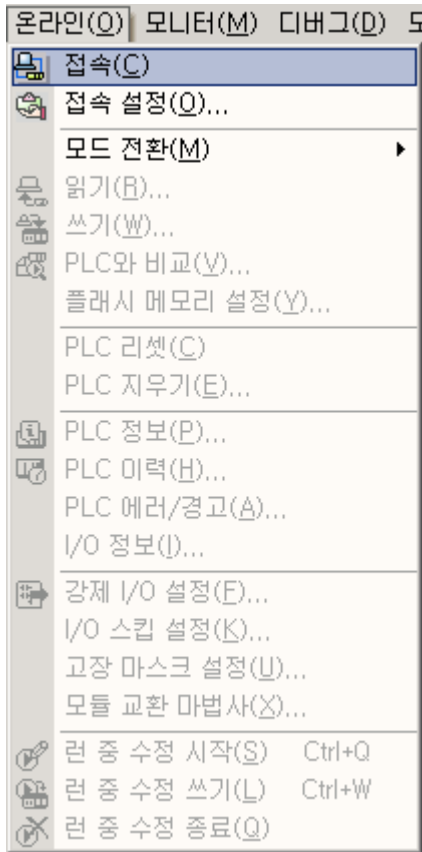 온라인(O) 모니터(M) 디버그(D)
접속(C)
접속 설정(O)...
모드 전환(M)
읽기(R)...
쓰기(W)...
PLC와 비교(V)...
플래시 메모리 설정(Y)...
PLC 리셋(C)
PLC 지우기(E)...
PLC 정보(P)...
PLC 이력(H)...
PLC 에러/경고(A)...
I/O 정보(I)...
강제 I/O 설정(F)...
I/O 스킵 설정(K)...
고장 마스크 설정(U)...
모듈 교환 마법사(X)...
런 중 수정 시작(S) Ctrl+Q
런 중 수정 쓰기(L) Ctrl+W
런 중 수정 종료(Q)